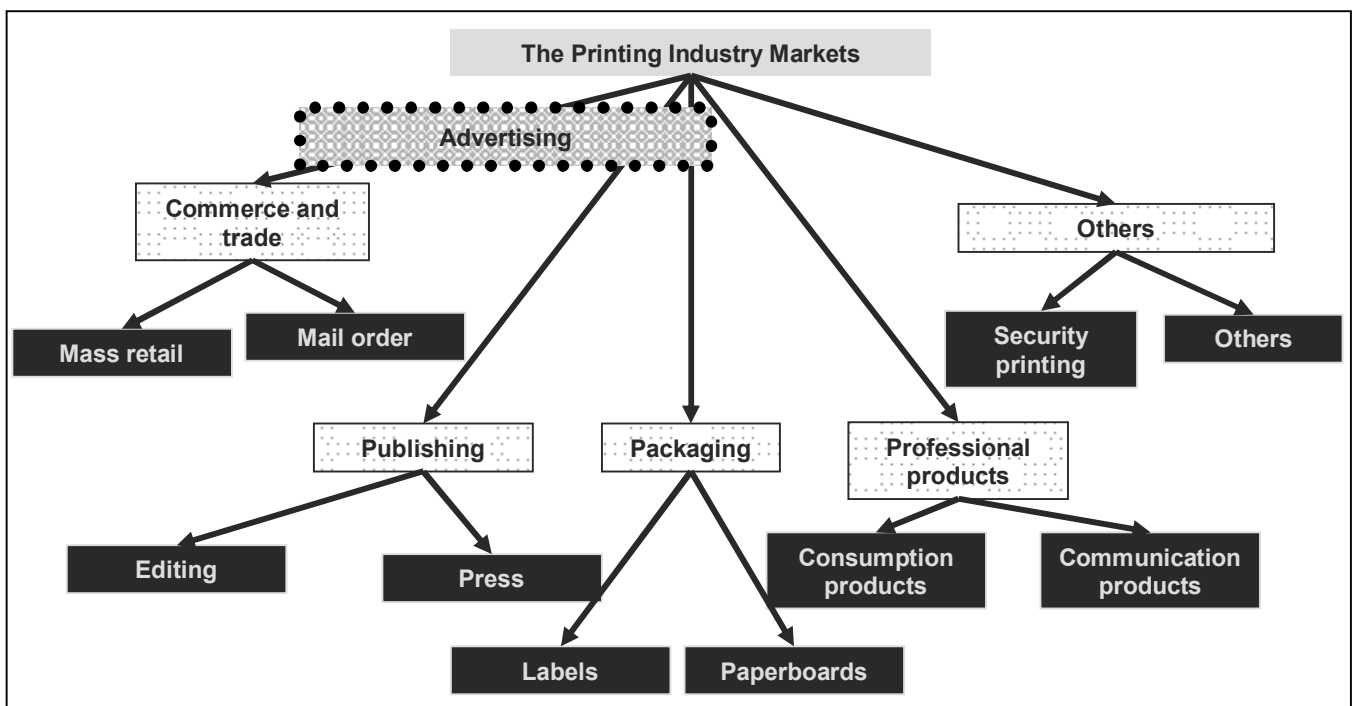 The Printing Industry Markets
Advertising
Commerce and
trade
Others
Mass retail
Mail order
Security
printing
Others
Publishing
Packaging
Professional
products
Editing
Press
Consumption
products
Communication
products
Labels
Paperboards